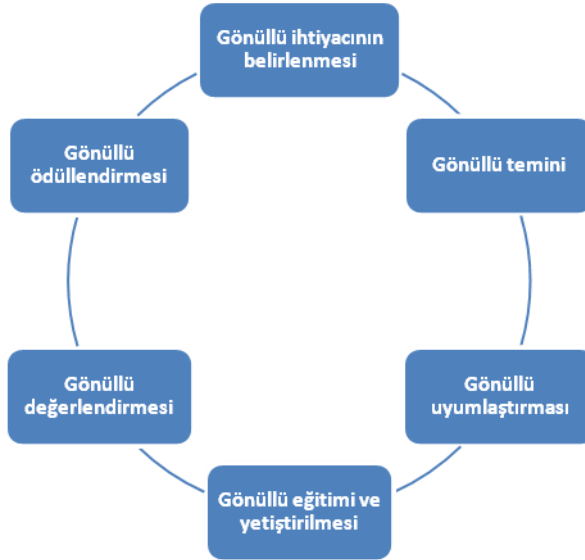 Gönüllü ihtiyacının
belirlenmesi
Gönüllü temini
Gönüllü
uyumlaştırması
Gönüllü eğitimi ve
yetiştirilmesi
Gönüllü
değerlendirmesi
Gönüllü
ödüllendirmesi